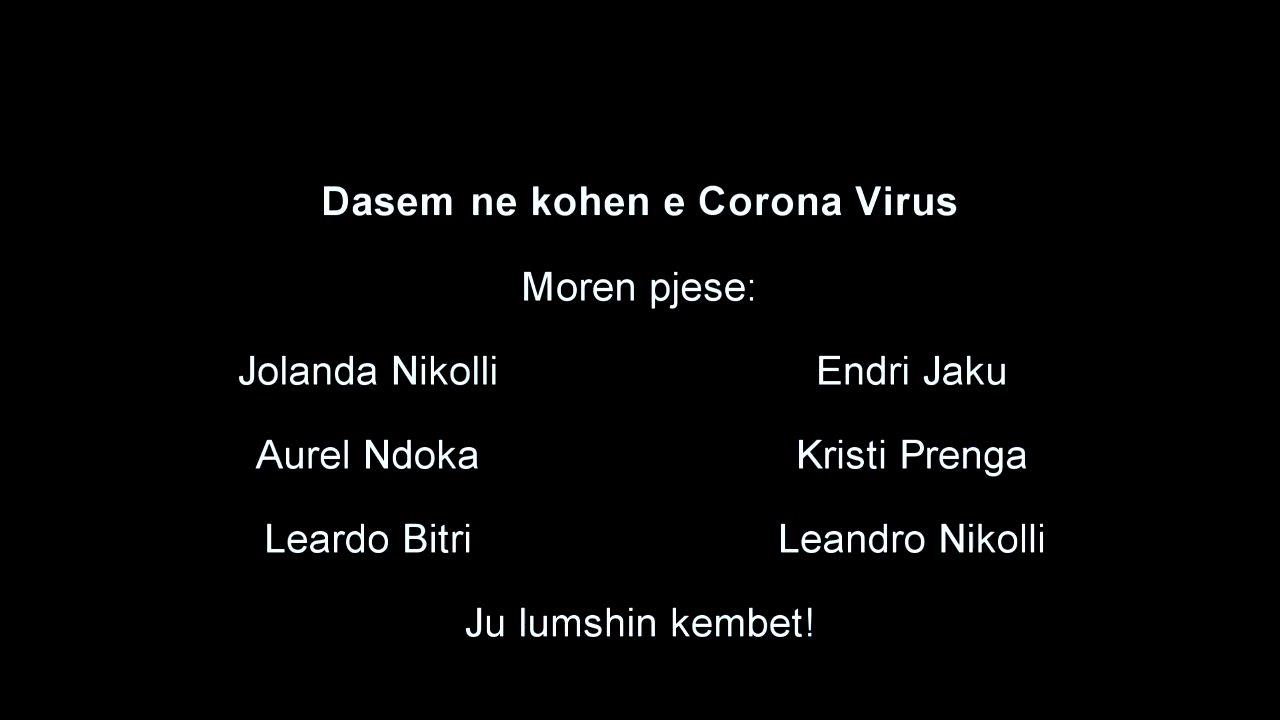 Dasem ne kohen e Corona Virus
Moren pjese:
Jolanda Nikolli Endri Jaku
Aurel Ndoka Kristi Prenga
Leardo Bitri Leandro Nikolli
Ju lumshin kembet!